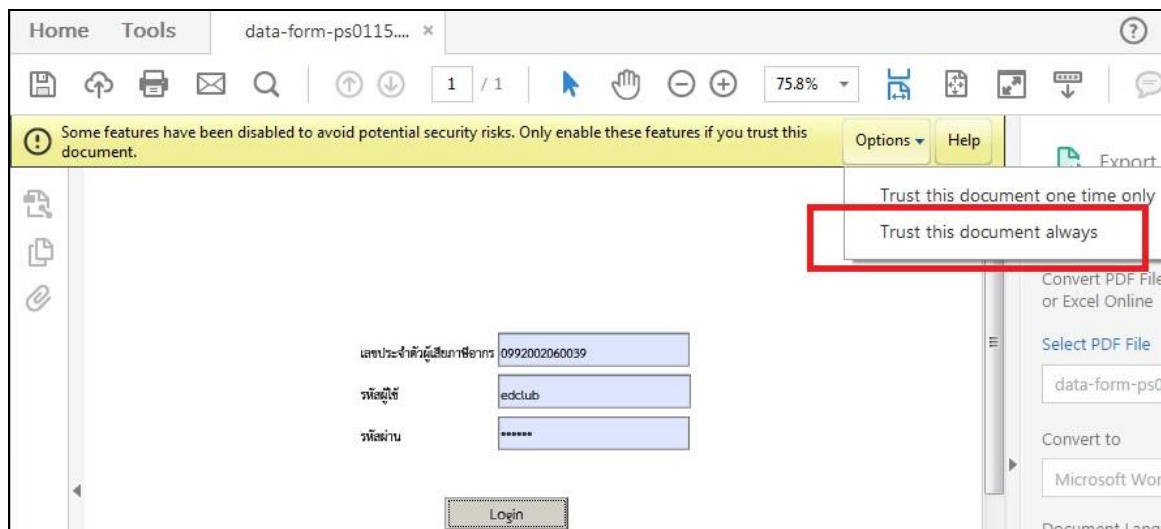 Home Tools data-form-ps0115.... ×
1 / 1 75.8%
Some features have been disabled to avoid potential security risks. Only enable these features if you trust this
document.
Options Help
Export
Trust this document one time only
Trust this document always
Convert PDF File
or Excel Online
เลขประจำตัวผู้เสียภาษีอากร 0992002060039
Select PDF File
รหัสผู้ใช้ edclub
data-form-ps0
รหัสผ่าน ••••••
Convert to
Microsoft Wor
Login
Document Lang